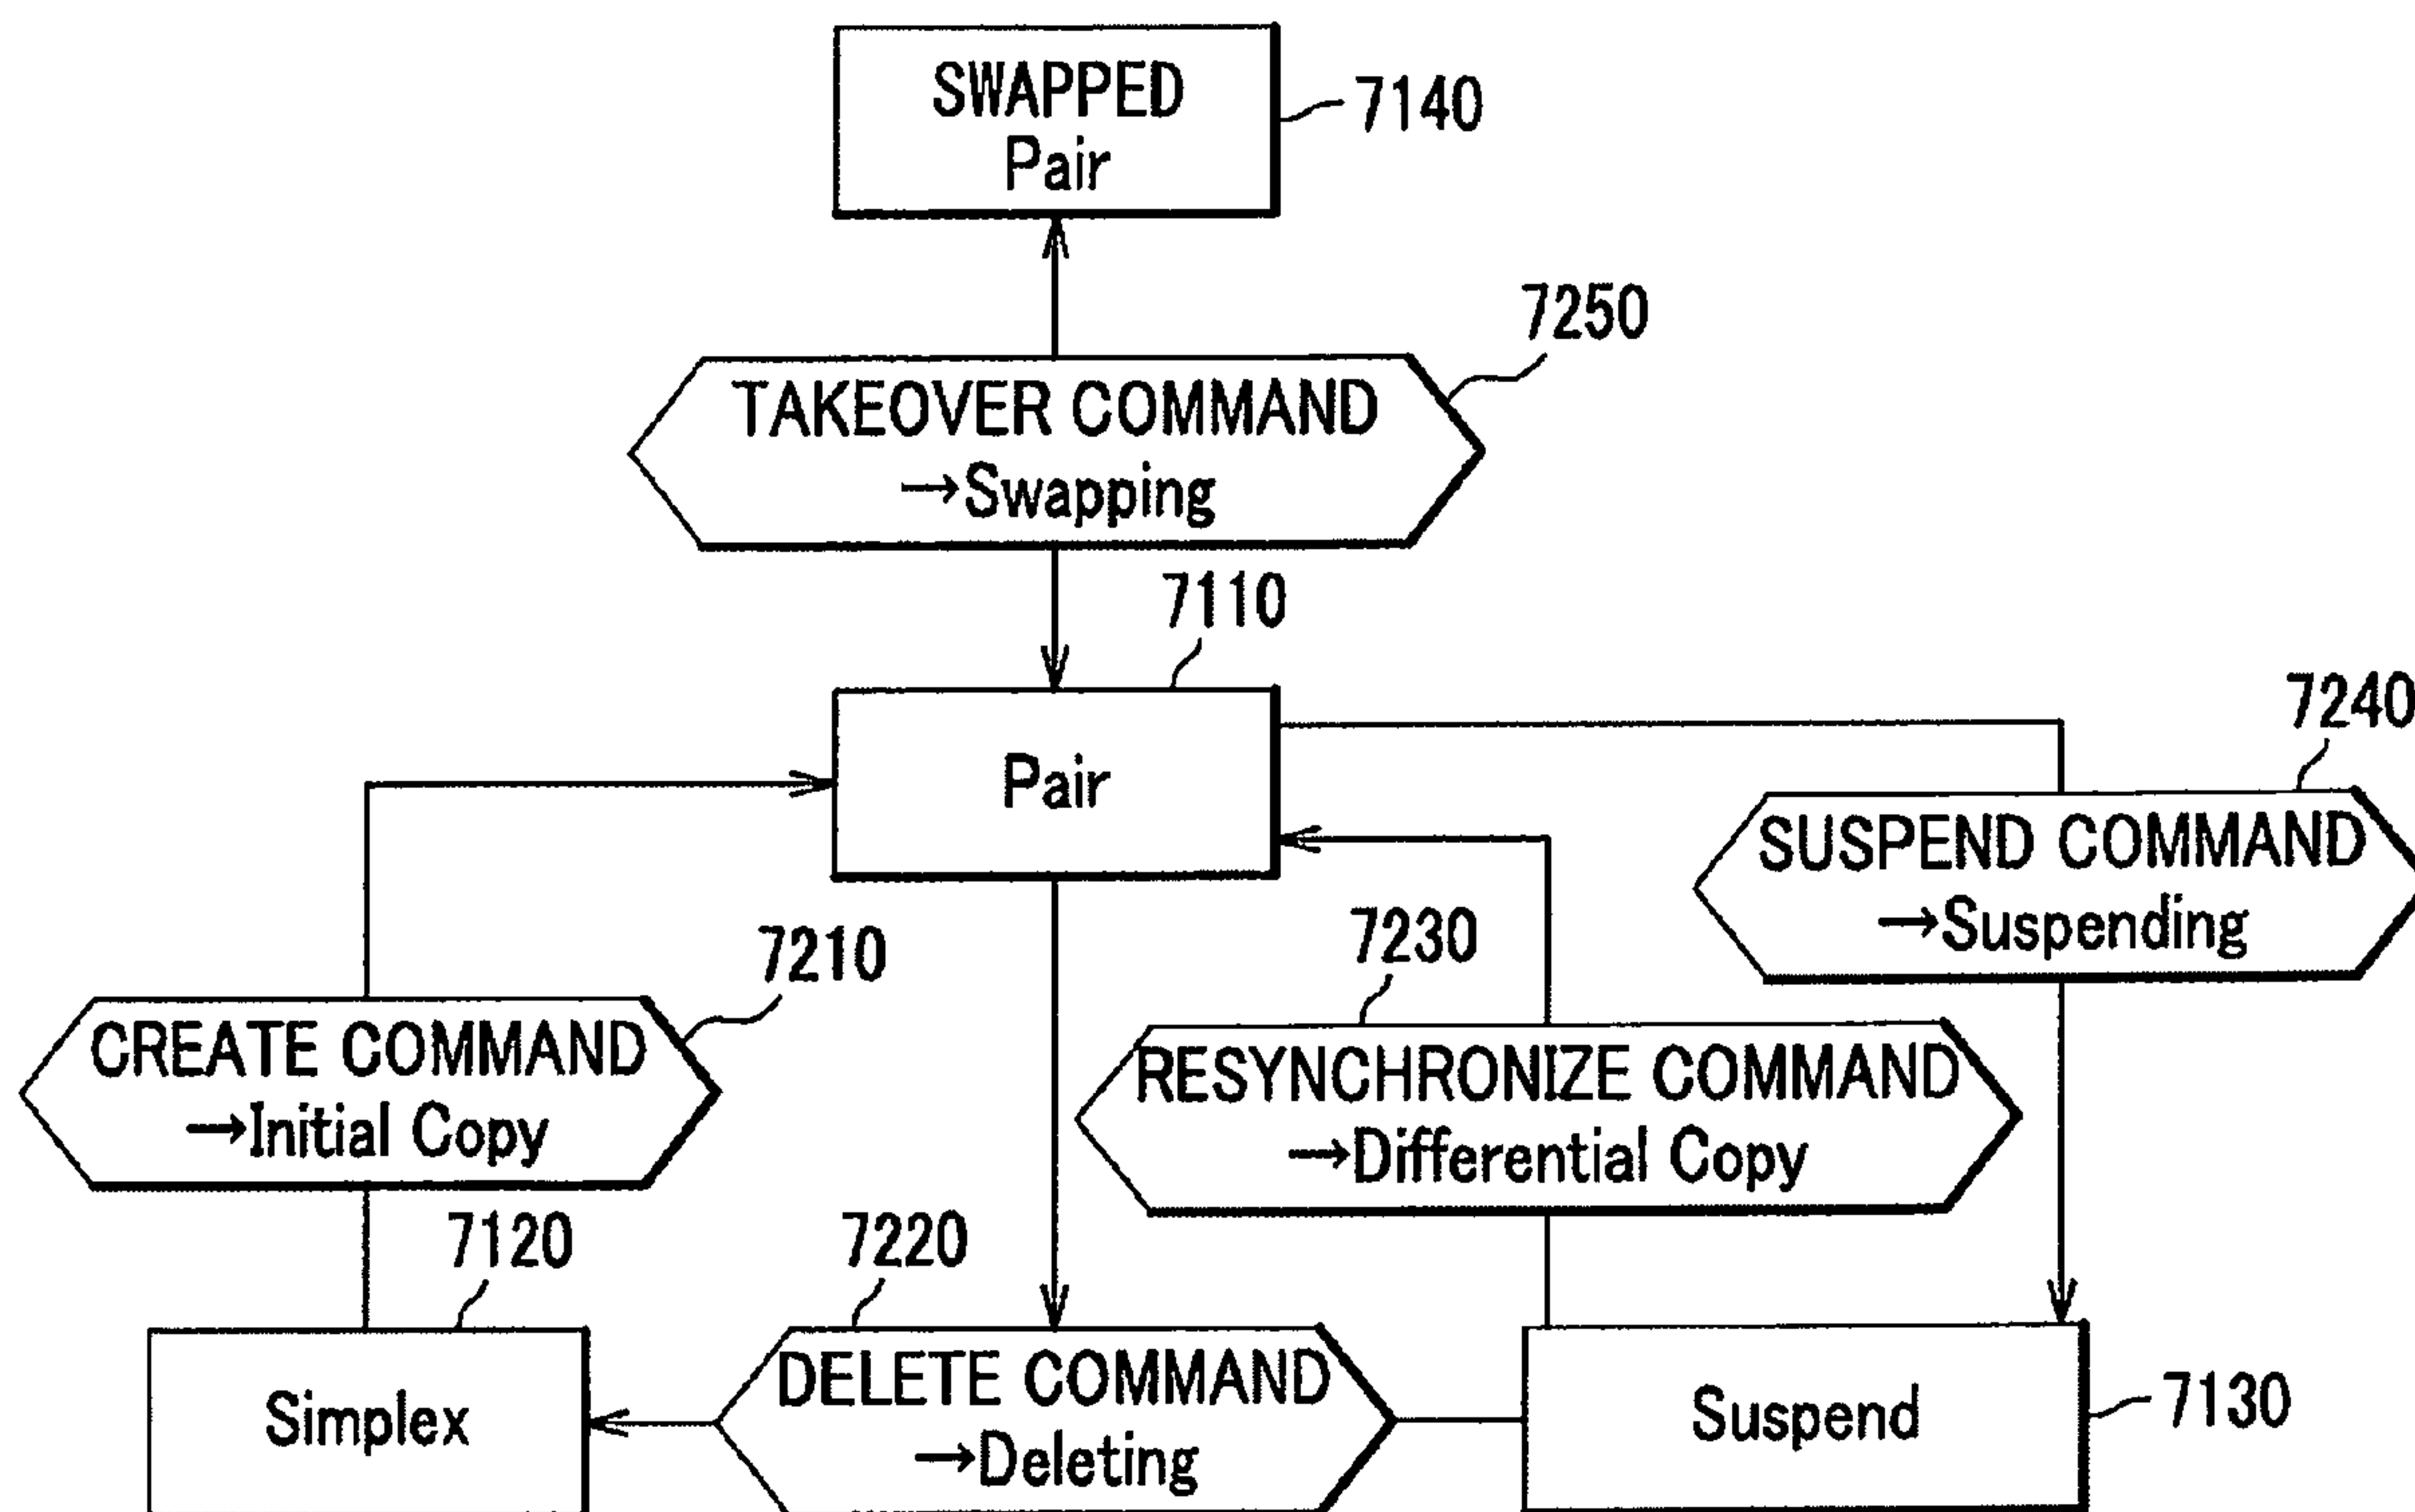 SWAPPED
Pair
7140
7250
TAKEOVER COMMAND
→Swapping
7110
Pair
7240
SUSPEND COMMAND
→Suspending
7210
CREATE COMMAND
→Initial Copy
7230
RESYNCHRONIZE COMMAND
→Differential Copy
7120
Simplex
7220
DELETE COMMAND
→Deleting
Suspend
7130